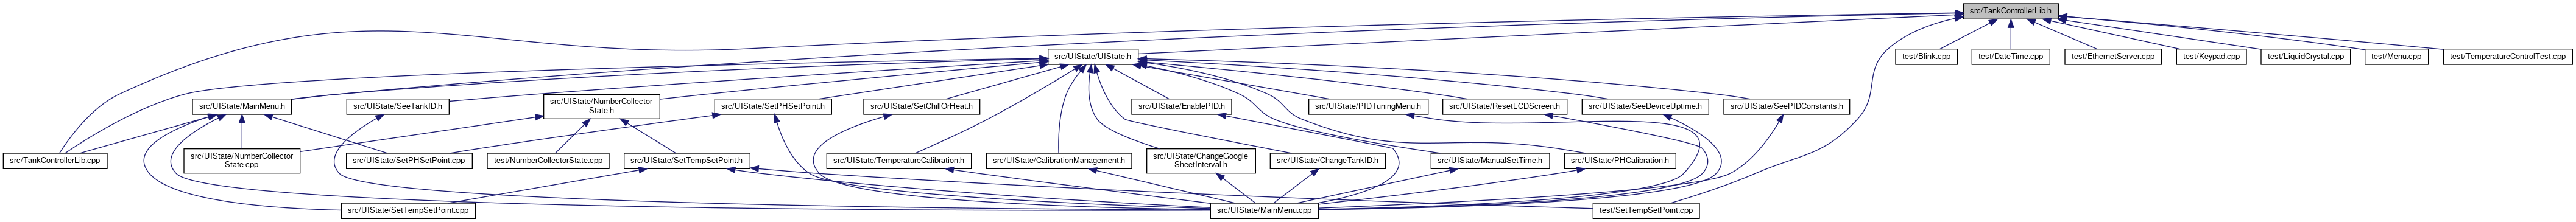 src/TankControllerLib.h
src/UIState/UIState.h
test/Blink.cpp
test/DateTime.cpp
test/EthernetServer.cpp
test/Keypad.cpp
test/LiquidCrystal.cpp
test/Menu.cpp
test/TemperatureControlTest.cpp
src/UIState/MainMenu.h
src/UIState/SeeTankID.h
src/UIState/NumberCollector
State.h
src/UIState/SetPHSetPoint.h
src/UIState/SetChillOrHeat.h
src/UIState/EnablePID.h
src/UIState/PIDTuningMenu.h
src/UIState/ResetLCDScreen.h
src/UIState/SeeDeviceUptime.h
src/UIState/SeePIDConstants.h
src/TankControllerLib.cpp
src/UIState/NumberCollector
State.cpp
src/UIState/SetPHSetPoint.cpp
test/NumberCollectorState.cpp
src/UIState/SetTempSetPoint.h
src/UIState/TemperatureCalibration.h
src/UIState/CalibrationManagement.h
src/UIState/ChangeGoogle
SheetInterval.h
src/UIState/ChangeTankID.h
src/UIState/ManualSetTime.h
src/UIState/PHCalibration.h
src/UIState/SetTempSetPoint.cpp
src/UIState/MainMenu.cpp
test/SetTempSetPoint.cpp